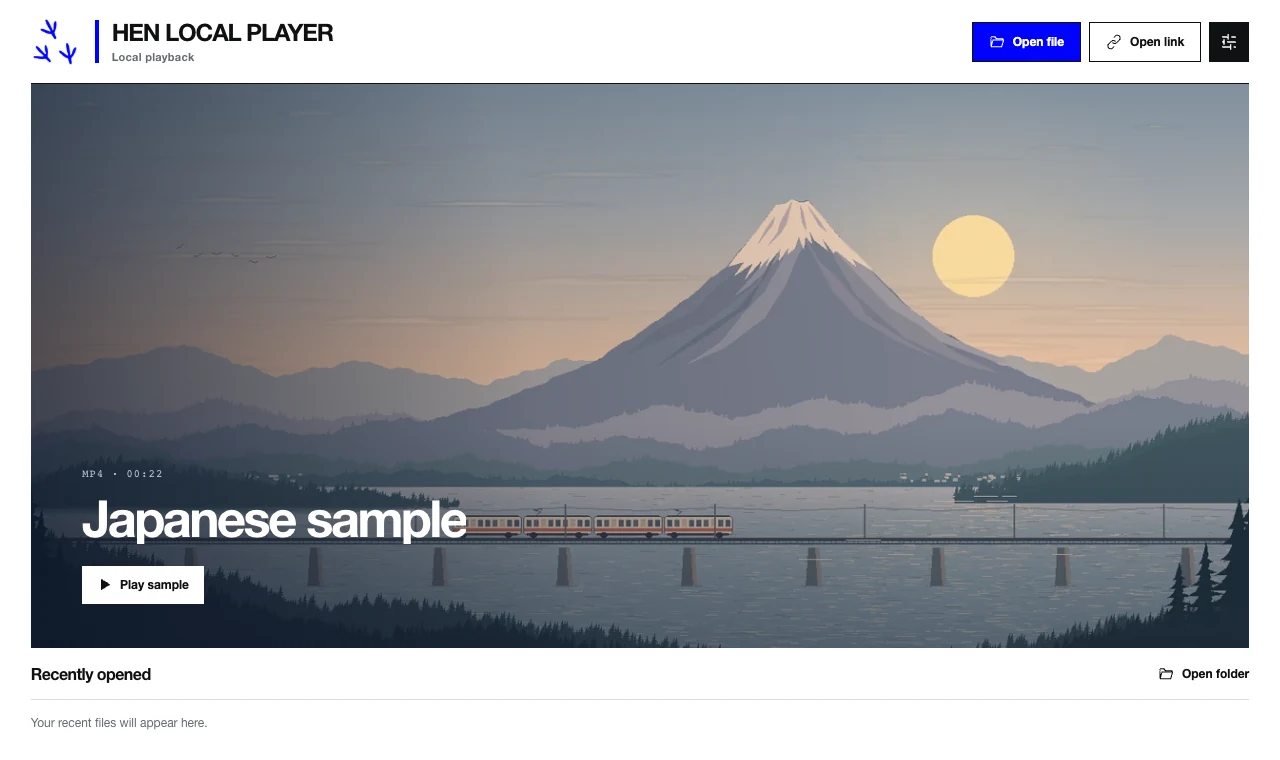 HEN LOCAL PLAYER
Local playback
Open file
Open link
MP4 • 00:22
Japanese sample
Play sample
Recently opened
Open folder
Your recent files will appear here.